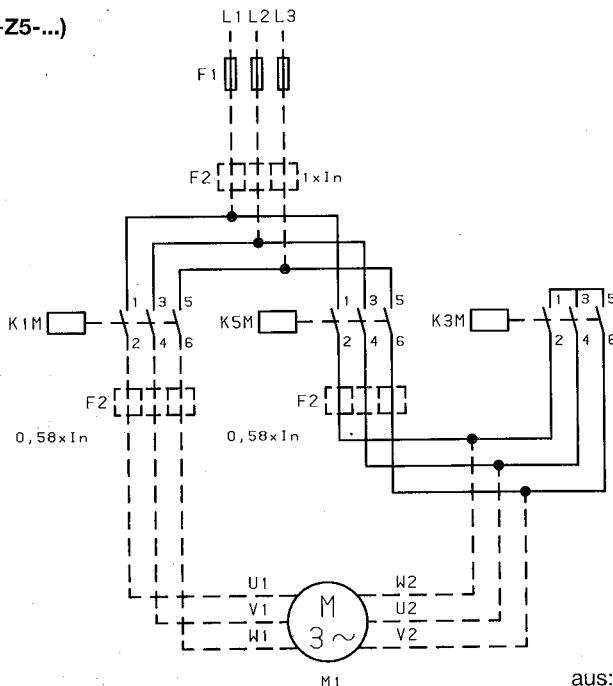 -Z5-...)
L1 L2 L3
F1
F2 1xIn
1 3 5 1 3 5 1 3 5
K1M K5M K3M
2 4 6 2 4 6 2 4 6
F2 F2
0,58xIn 0,58xIn
U1 W2
M
V1 U2
3~
W1 V2
M1
aus: